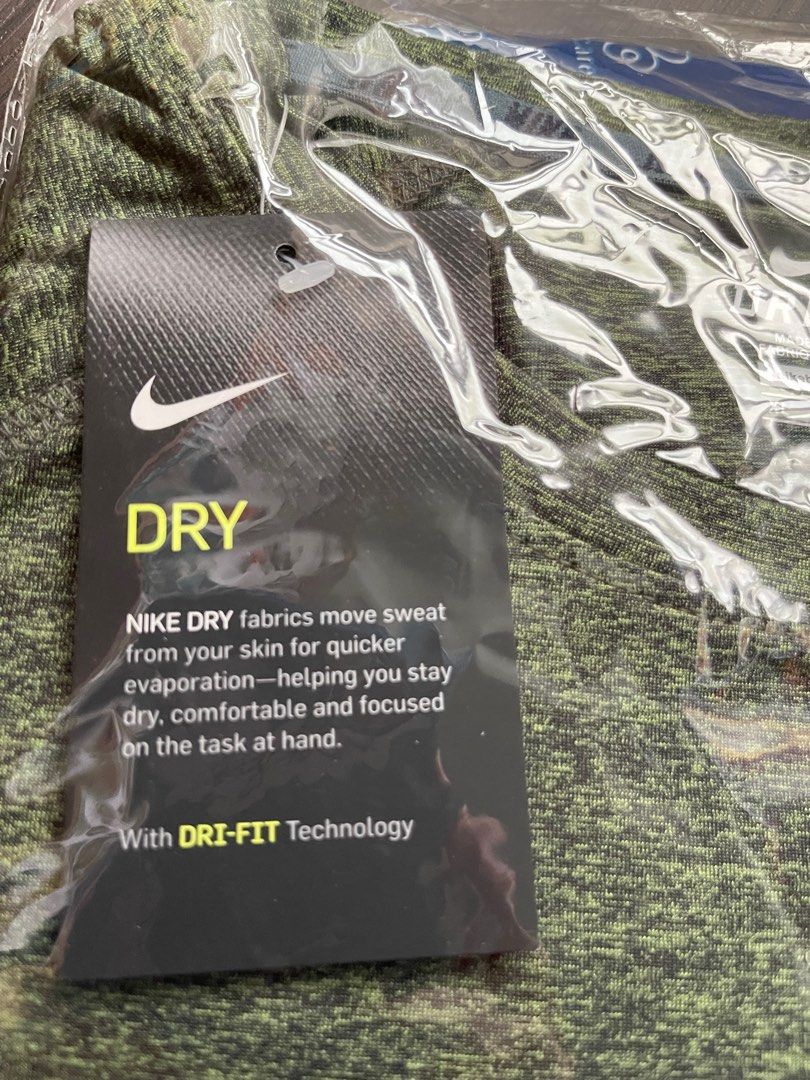 DRY
NIKE DRY fabrics move sweat
from your skin for quicker
evaporation—helping you stay
dry, comfortable and focused
on the task at hand.
With DRI-FIT Technology